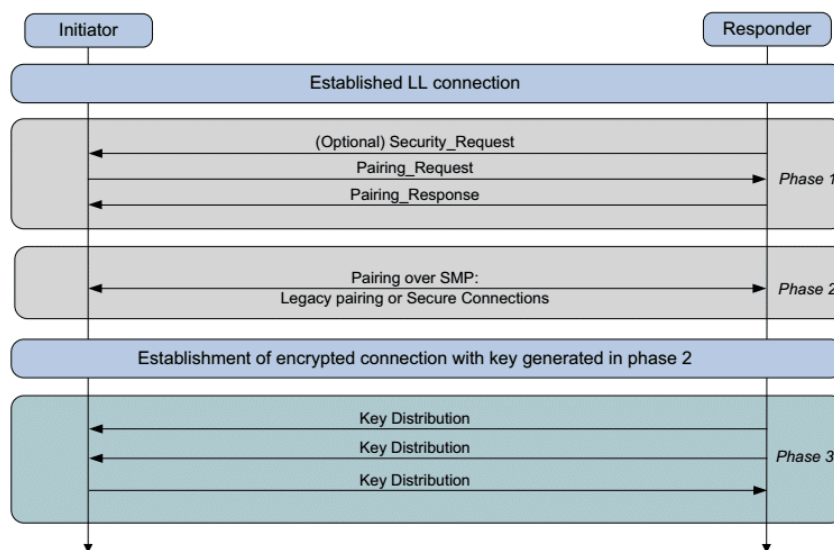 Initiator
Responder
Established LL connection
(Optional) Security_Request
Pairing_Request
Phase 1
Pairing_Response
Pairing over SMP:
Phase 2
Legacy pairing or Secure Connections
Establishment of encrypted connection with key generated in phase 2
Key Distribution
Key Distribution
Phase 3
Key Distribution